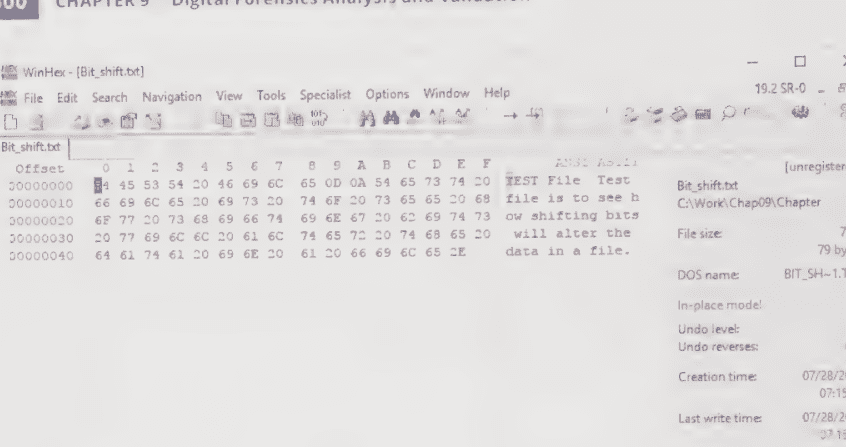 CHAPTER 9 Digital Forensics Analysis and Validation
WinHex - [Bit_shift.txt]
File Edit Search Navigation View Tools Specialist Options Window Help
19.2 SR-0
Bit_shift.txt
Offset 0 1 2 3 4 5 6 7 8 9 A B C D E F
[unregister
00000000 54 45 53 54 20 46 69 6C 65 0D 0A 54 65 73 74 20 TEST File Test
Bit_shift.txt
00000010 66 69 6C 65 20 69 73 20 74 6F 20 73 65 65 20 68 file is to see h
C:\Work\Chap09\Chapter
00000020 6F 77 20 73 68 69 66 74 69 6E 67 20 62 69 74 73 ow shifting bits
00000030 20 77 69 6C 6C 20 61 6C 74 65 72 20 74 68 65 20 will alter the
File size: 7
00000040 64 61 74 61 20 69 6E 20 61 20 66 69 6C 65 2E data in a file.
79 by
DOS name: BIT_SH~1.T
In-place mode!
Undo level:
Undo reverses:
Creation time: 07/28/2
07:15
Last write time: 07/28/2
07:15